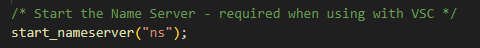 /* Start the Name Server - required when using with VSC */
start_nameserver("ns");